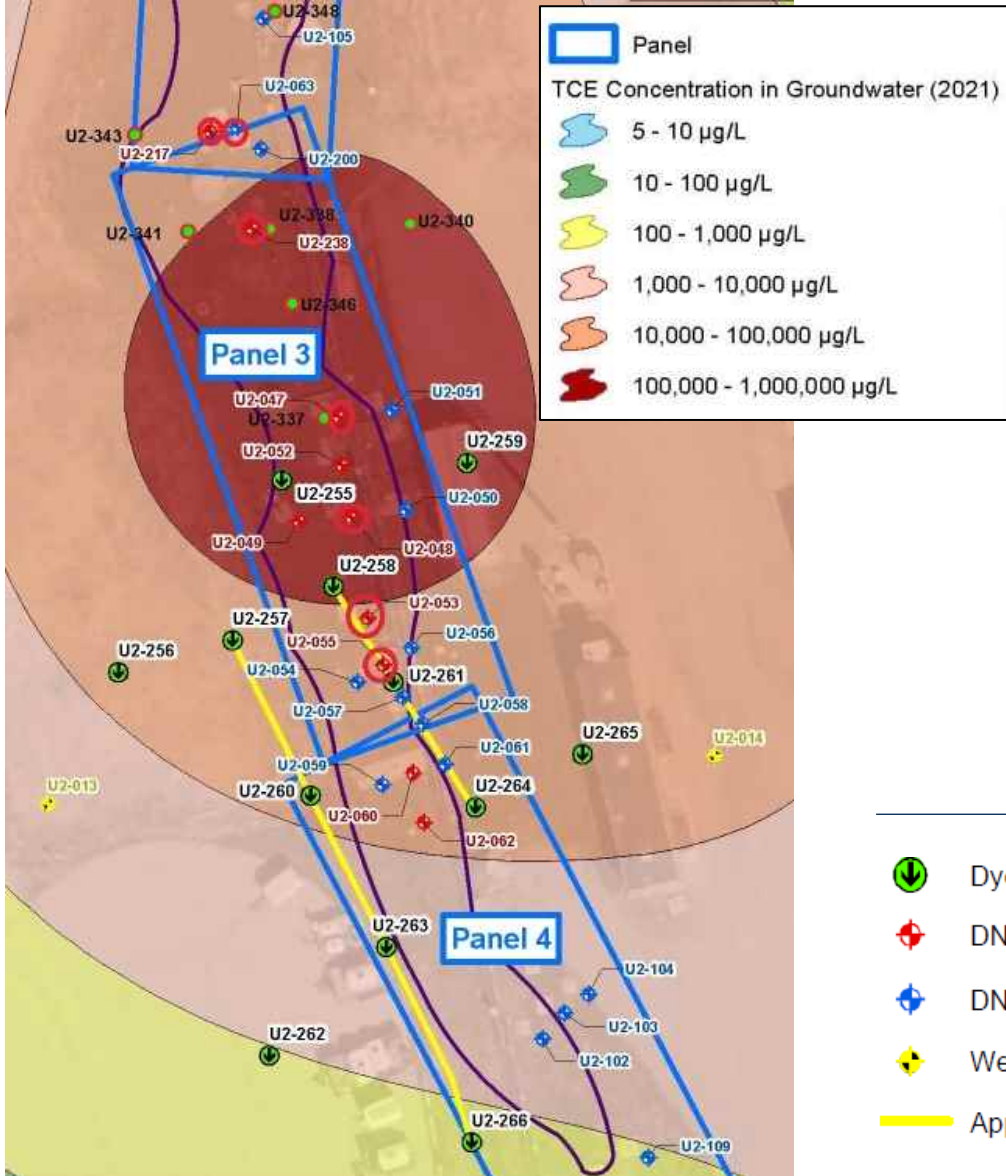 U2-348
U2-105
U2-063
U2-343
U2-217
U2-200
U2-341
U2-338
U2-340
U2-238
U2-346
Panel 3
U2-047
U2-051
U2-337
U2-052
U2-259
U2-255
U2-050
U2-049
U2-048
U2-258
U2-053
U2-257
U2-055
U2-056
U2-256
U2-054
U2-261
U2-057
U2-058
U2-265
U2-014
U2-059
U2-061
U2-013
U2-260
U2-264
U2-060
U2-062
U2-263
Panel 4
U2-104
U2-103
U2-262
U2-102
U2-266
U2-109
Panel
TCE Concentration in Groundwater (2021)
5 - 10 µg/L
10 - 100 µg/L
100 - 1,000 µg/L
1,000 - 10,000 µg/L
10,000 - 100,000 µg/L
100,000 - 1,000,000 µg/L
DN
DN
We
App